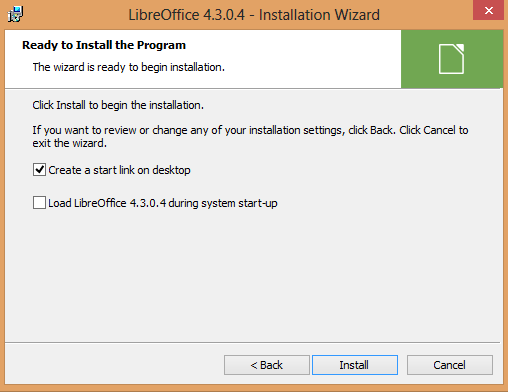 LibreOffice 4.3.0.4 - Installation Wizard
Ready to Install the Program
The wizard is ready to begin installation.
Click Install to begin the installation.
If you want to review or change any of your installation settings, click Back. Click Cancel to
exit the wizard.
Create a start link on desktop
Load LibreOffice 4.3.0.4 during system start-up
< Back
Install
Cancel